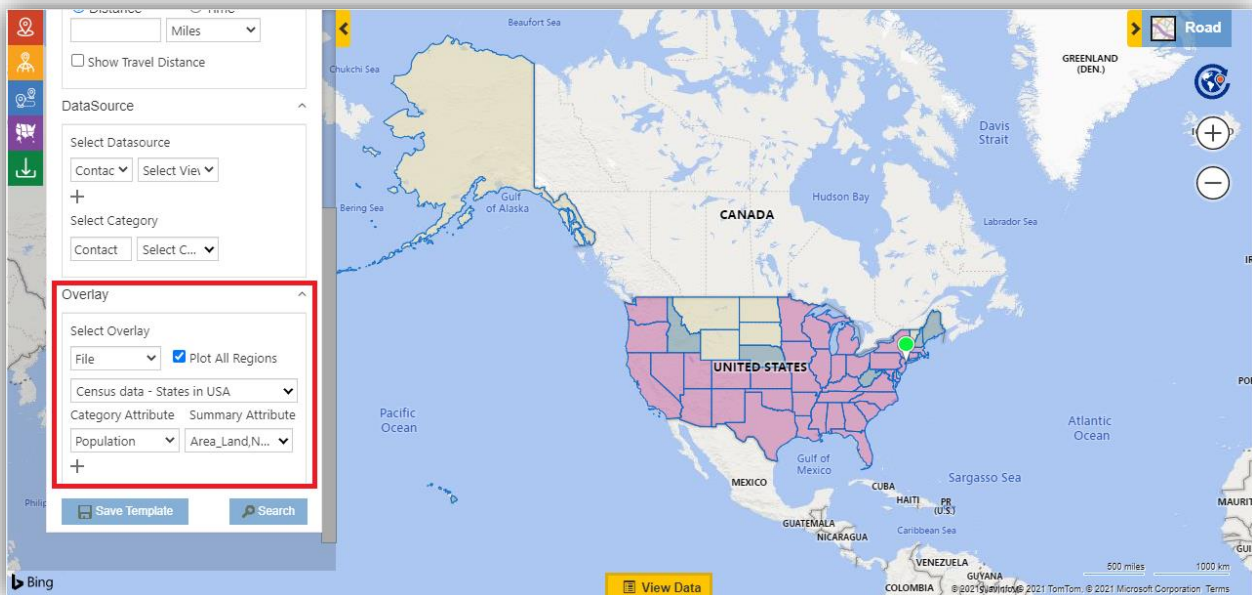 Distance Time
Miles
Show Travel Distance
DataSource
Select Datasource
Contac Select Viev
+
Select Category
Contact Select C...
Overlay
Select Overlay
File Plot All Regions
Census data - States in USA
Category Attribute Summary Attribute
Population Area_Land,N...
+
Save Template Search
Bing
Road
Beaufort Sea
Chukchi Sea
GREENLAND
(DEN.)
Davis
Strait
Bering Sea
Gulf
of Alaska
Hudson Bay
CANADA
Labrador Sea
UNITED STATES
Pacific
Ocean
Atlantic
Ocean
Gulf of
Mexico
MEXICO
Sargasso Sea
CUBA
HAITI
PR
(U.S.)
MAURIT
GUATEMALA
NICARAGUA
Caribbean Sea
Philip
VENEZUELA
GUYANA
COLOMBIA
500 miles 1000 km
View Data
2021 TomTom, © 2021 Microsoft Corporation Terms